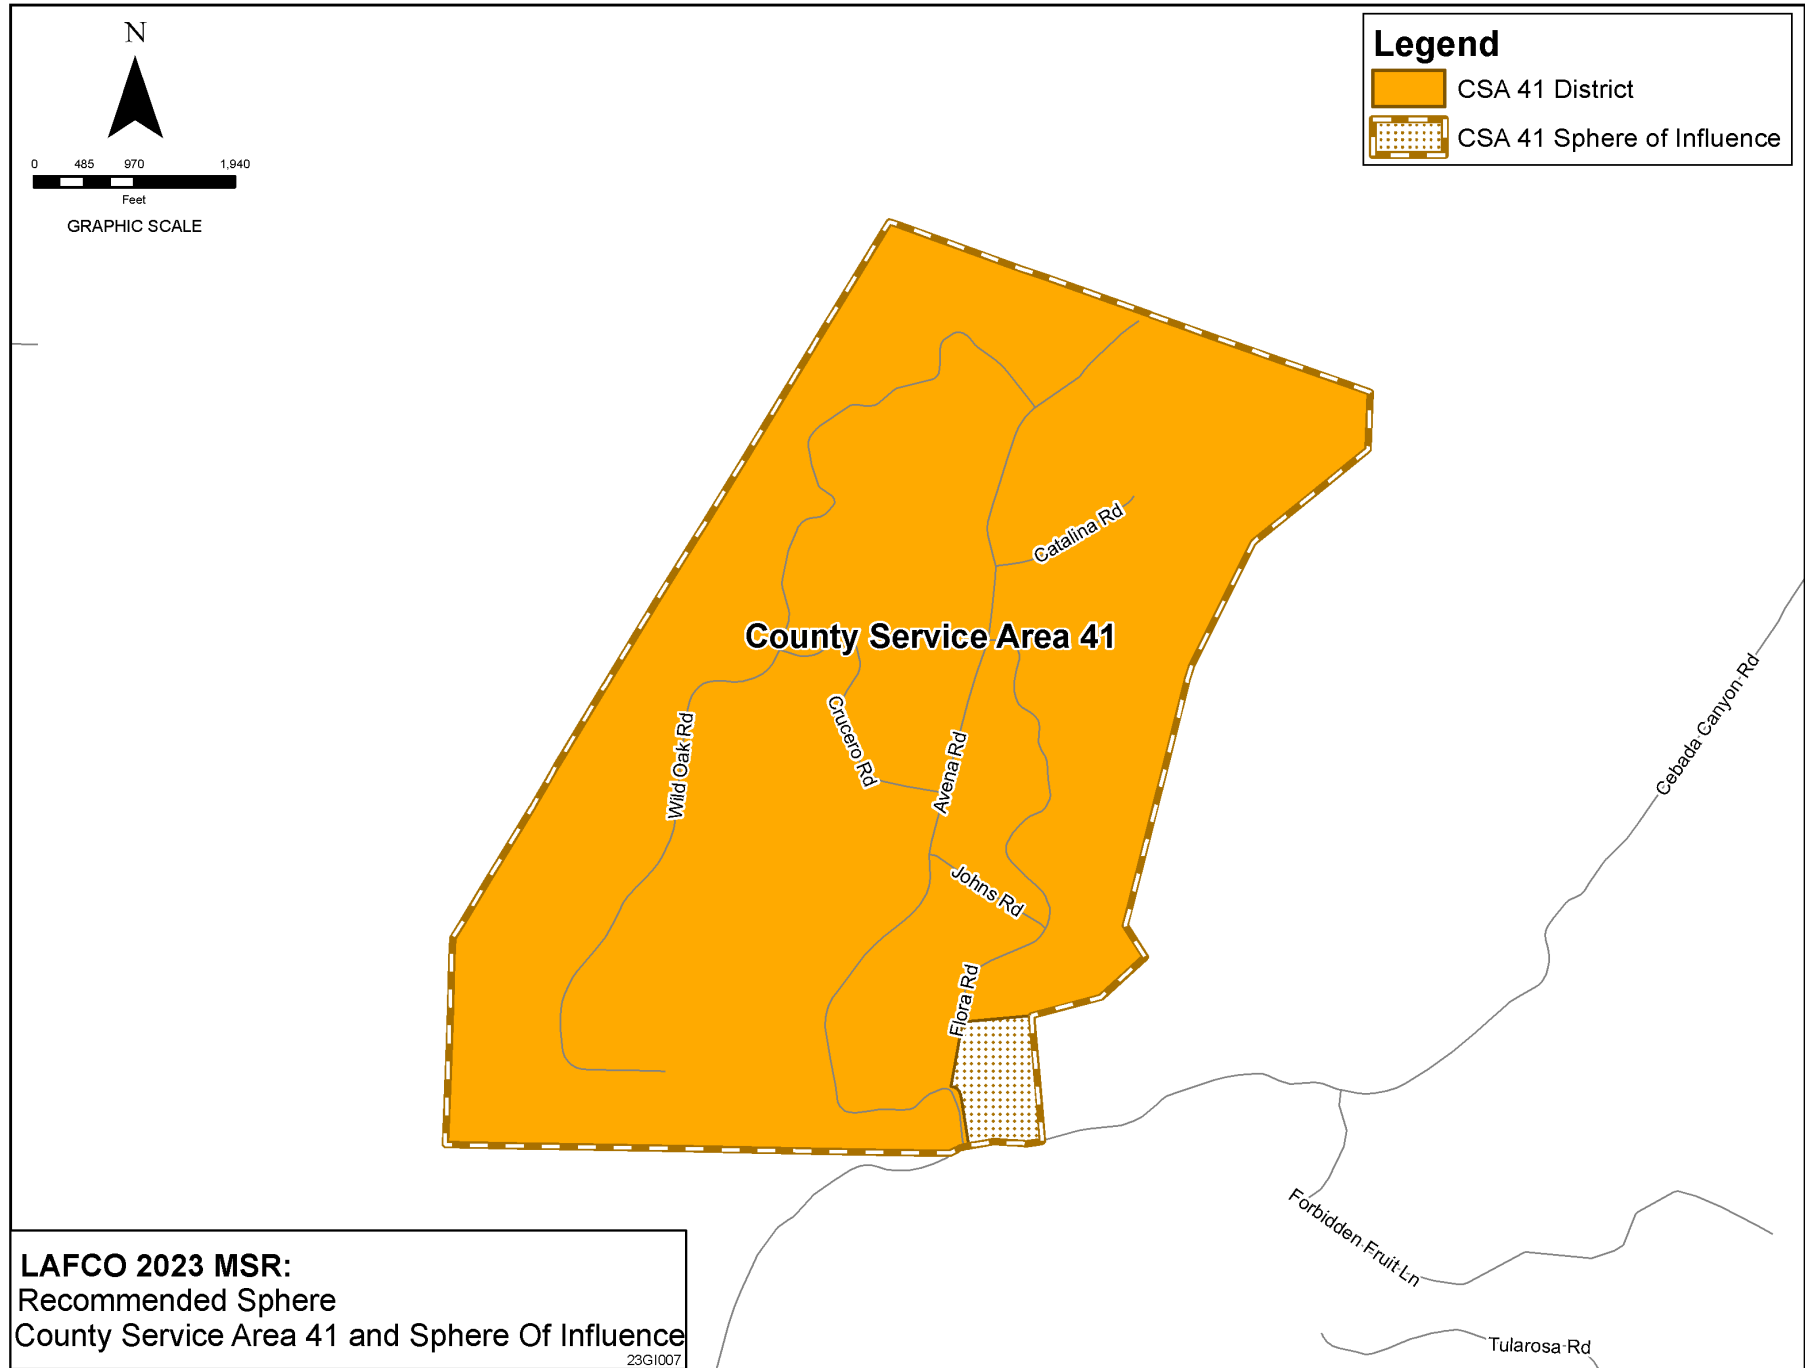 N
0 485 970 1,940
Feet
GRAPHIC SCALE
Legend
CSA 41 District
CSA 41 Sphere of Influence
Catalina Rd
County Service Area 41
Crucero Rd
Wild Oak Rd
Avena Rd
Johns Rd
Flora Rd
Cebada Canyon Rd
Forbidden Fruit Ln
Tularosa Rd
LAFCO 2023 MSR:
Recommended Sphere
County Service Area 41 and Sphere Of Influence
23GI007